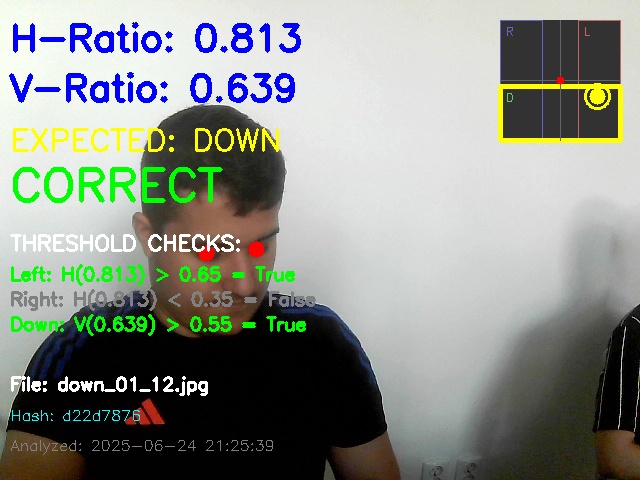 H-Ratio: 0.813
V-Ratio: 0.639
EXPECTED: DOWN
CORRECT
THRESHOLD CHECKS:
Left: H(0.813) > 0.65 = True
Right: H(0.813) < 0.35 = False
Down: V(0.639) > 0.55 = True
File: down_01_12.jpg
Hash: d22d7876
Analyzed: 2025-06-24 21:25:39
R
L
D